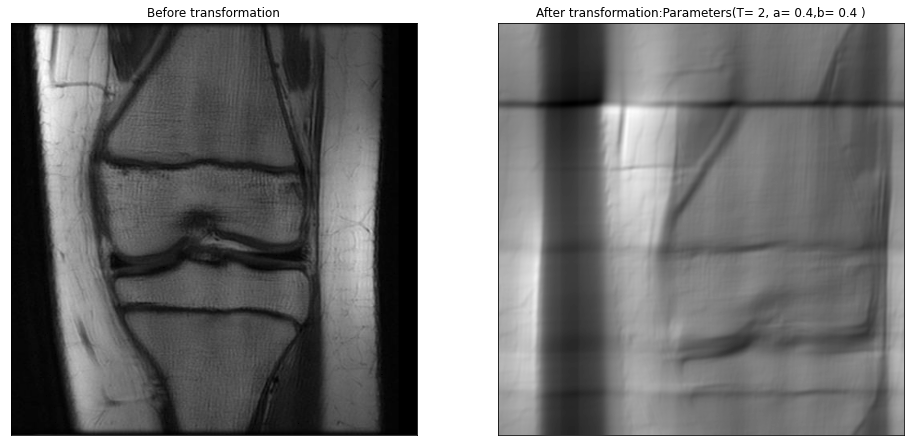 Before transformation
After transformation:Parameters(T= 2, a= 0.4,b= 0.4 )